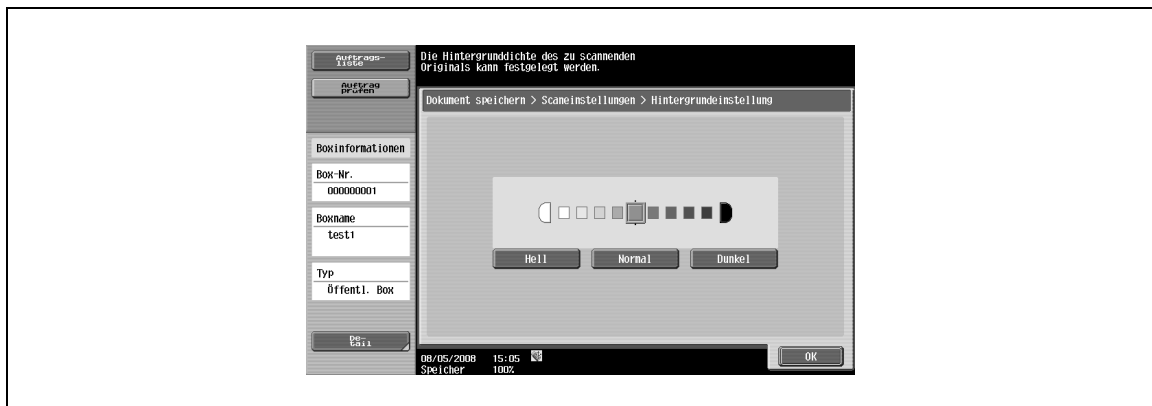 Auftrags-
liste
Auftrag
prüfen
Die Hintergrunddichte des zu scannenden
Originals kann festgelegt werden.
Dokument speichern > Scaneinstellungen > Hintergrundeinstellung
Boxinformationen
Box-Nr.
000000001
Boxname
test1
Typ
Öffentl. Box
Hell
Normal
Dunkel
De-
tail
08/05/2008 15:05
Speicher 100%
OK